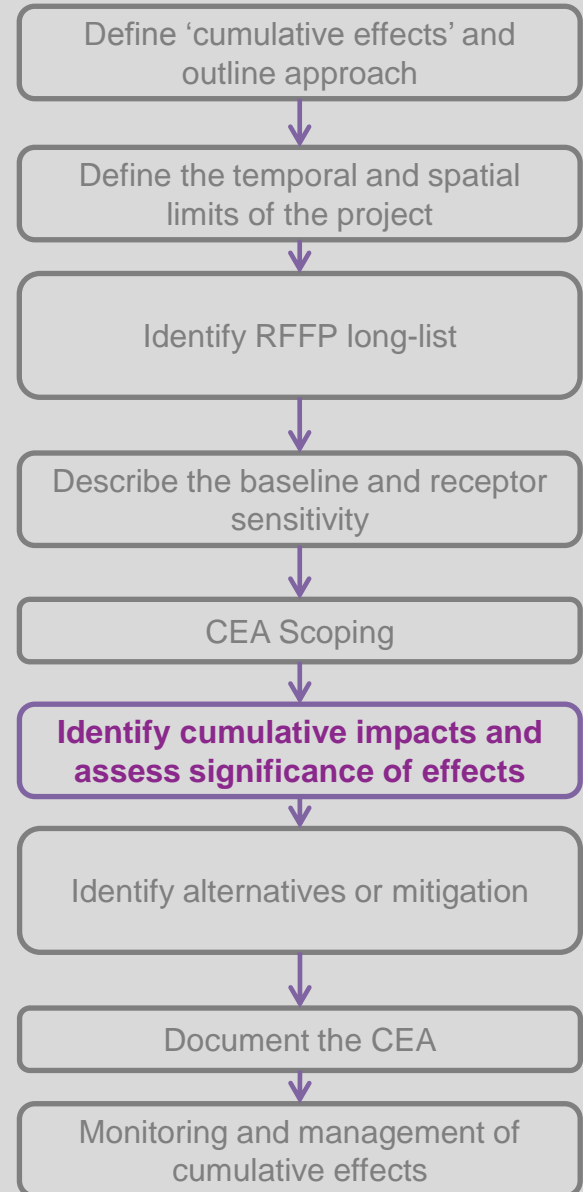 Define ‘cumulative effects’ and
outline approach
Define the temporal and spatial
limits of the project
Identify RFFP long-list
Describe the baseline and receptor
sensitivity
CEA Scoping
Identify cumulative impacts and
assess significance of effects
Identify alternatives or mitigation
Document the CEA
Monitoring and management of
cumulative effects